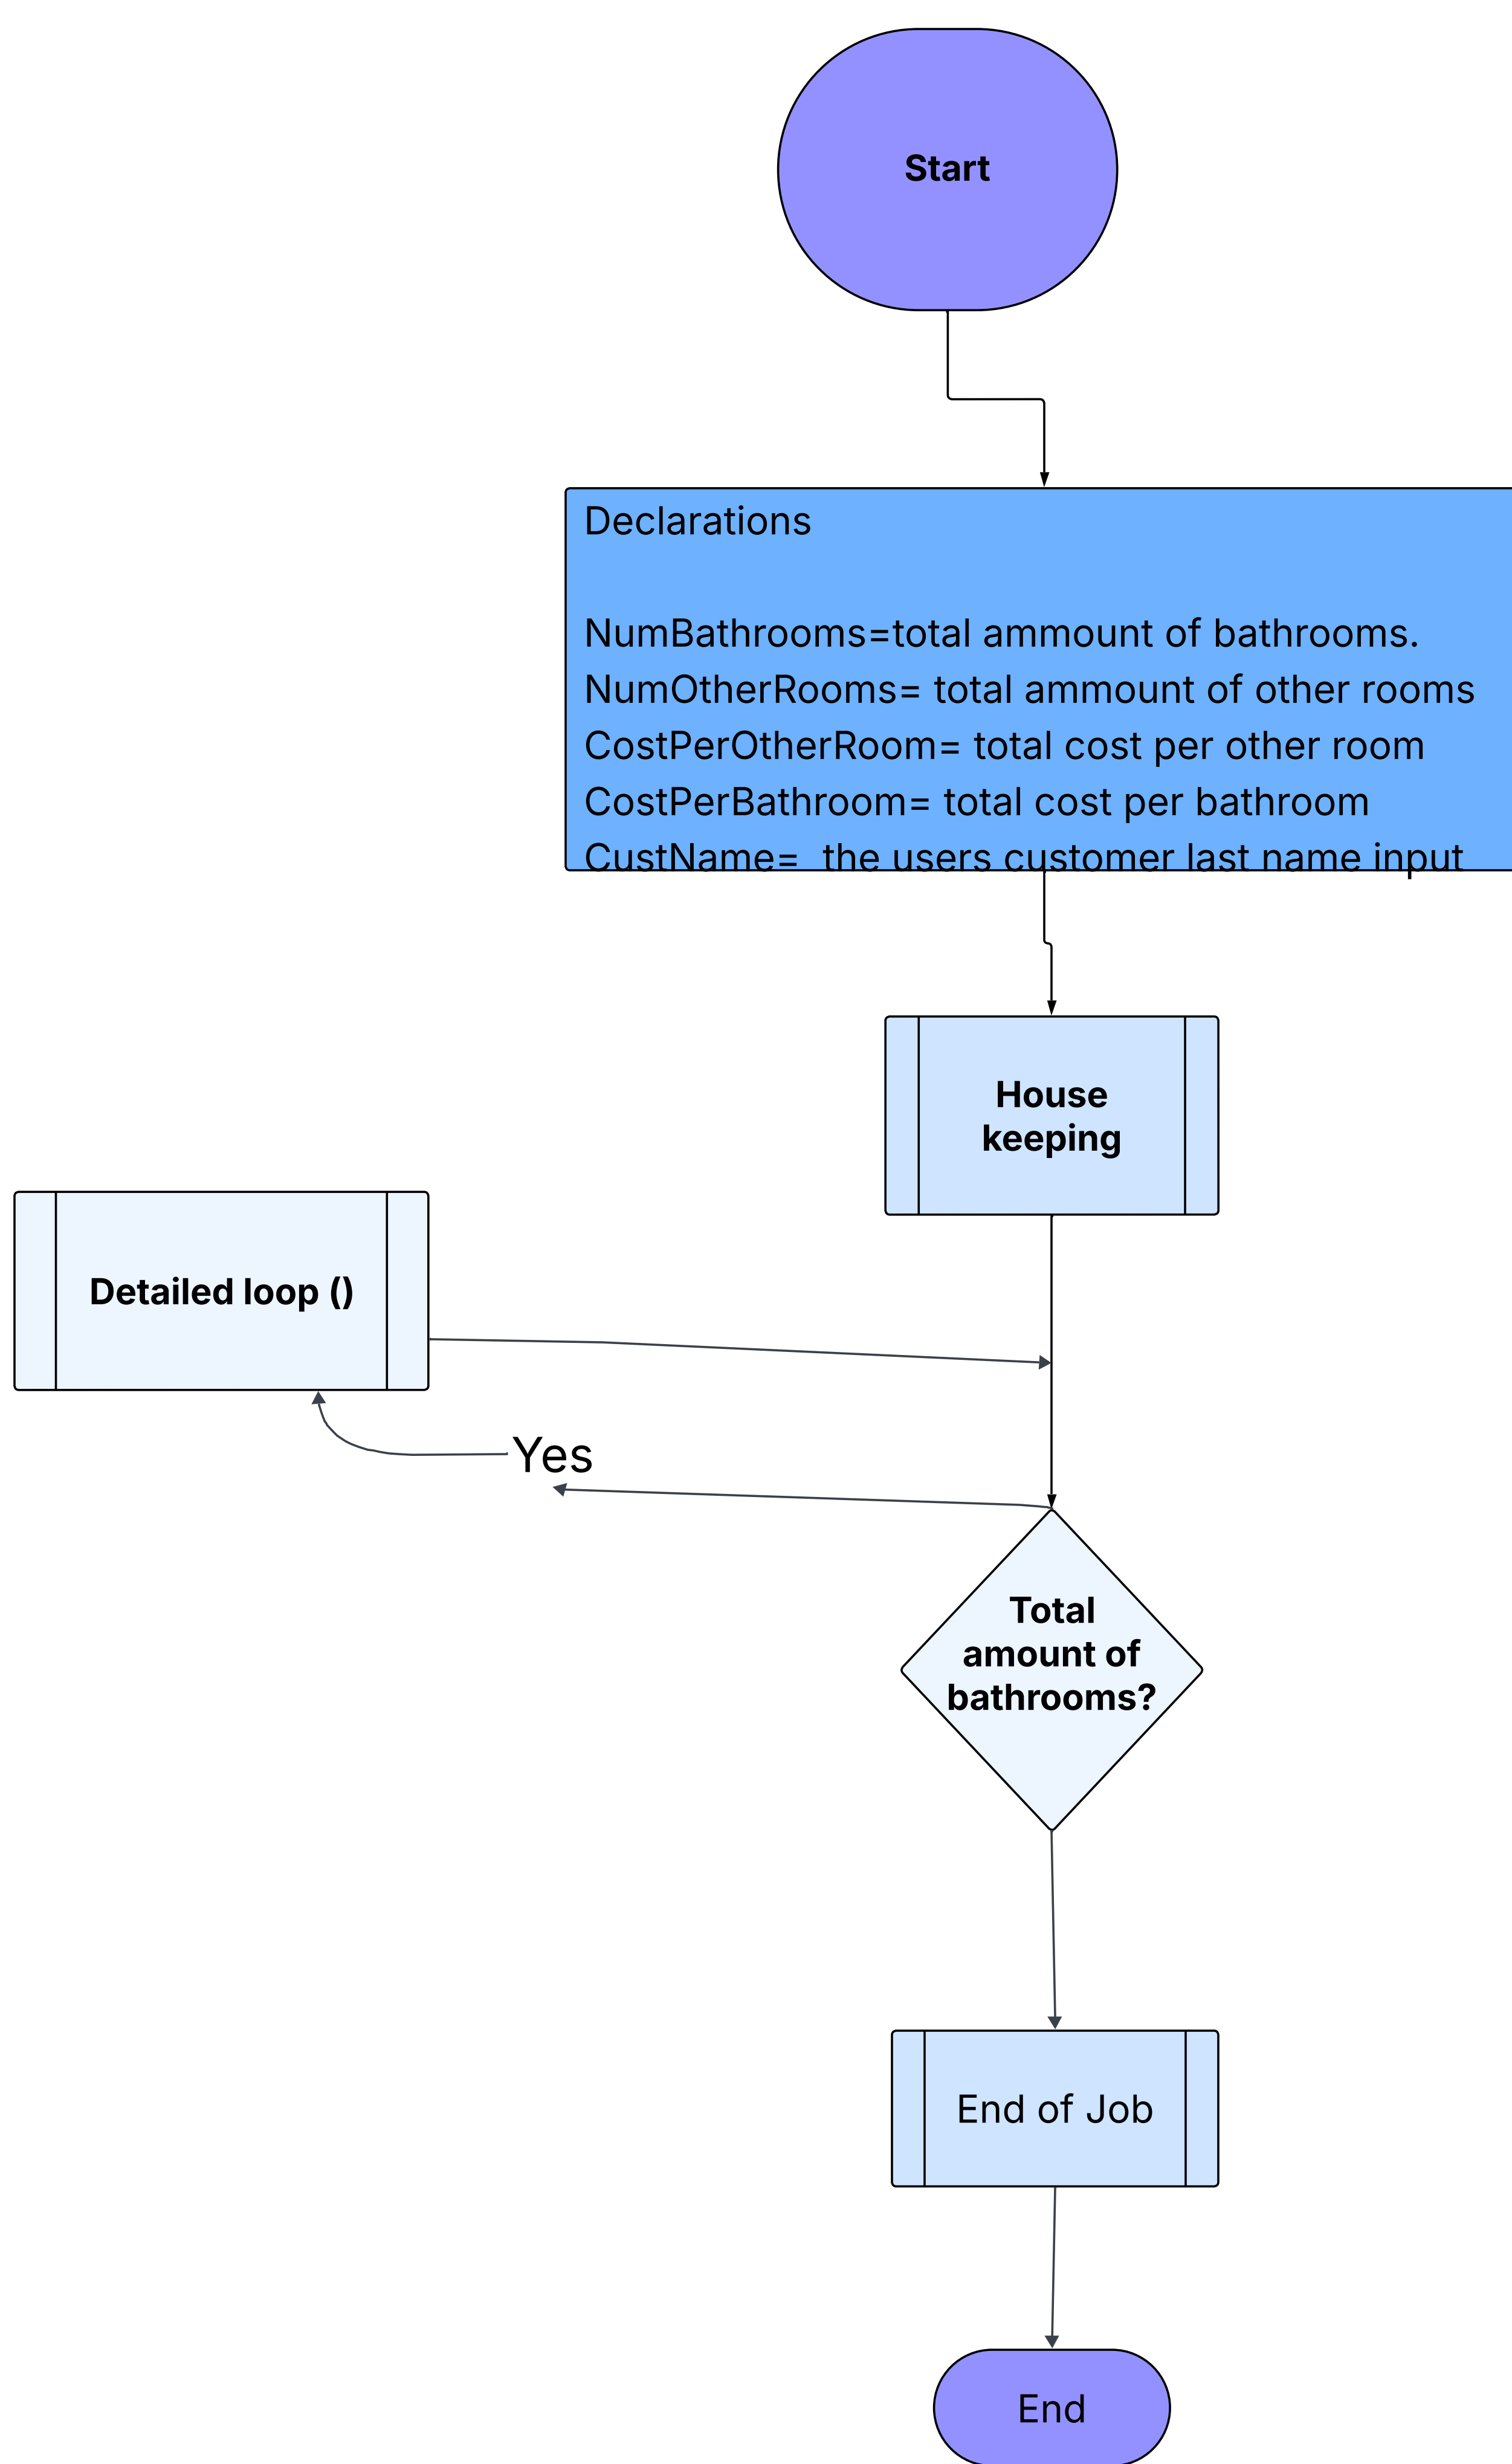 Start
Declarations
NumBathrooms=total ammount of bathrooms.
NumOtherRooms= total ammount of other rooms
CostPerOtherRoom= total cost per other room
CostPerBathroom= total cost per bathroom
CustName=  the users customer last name input
House
keeping
Detailed loop ()
Yes
Total
amount of
bathrooms?
End of Job
End